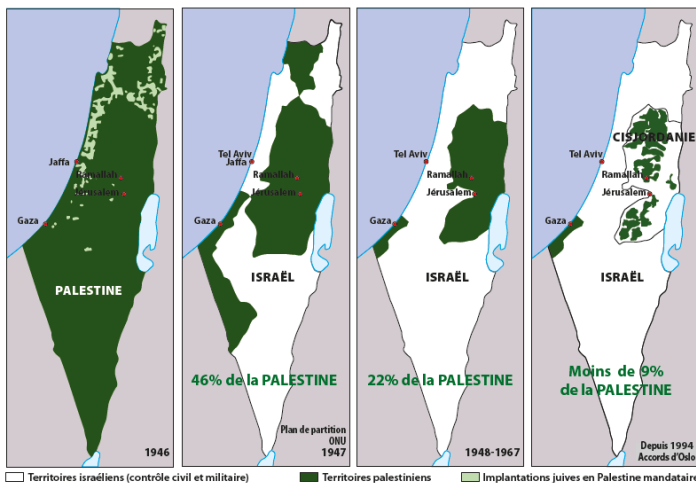 Jaffa
Ramallah
Jérusalem
Gaza
PALESTINE
1946
Tel Aviv
Jaffa
Ramallah
Jérusalem
Gaza
ISRAËL
46% de la PALESTINE
Plan de partition
ONU
1947
Tel Aviv
Ramallah
Jérusalem
Gaza
ISRAËL
22% de la PALESTINE
1948-1967
CISJORDANIE
Tel Aviv
Ramallah
Jérusalem
Gaza
ISRAËL
Moins de 9%
de la PALESTINE
Depuis 1994
Accords d'Oslo
Territoires israéliens (contrôle civil et militaire)
Territoires palestiniens
Implantations juives en Palestine mandataire